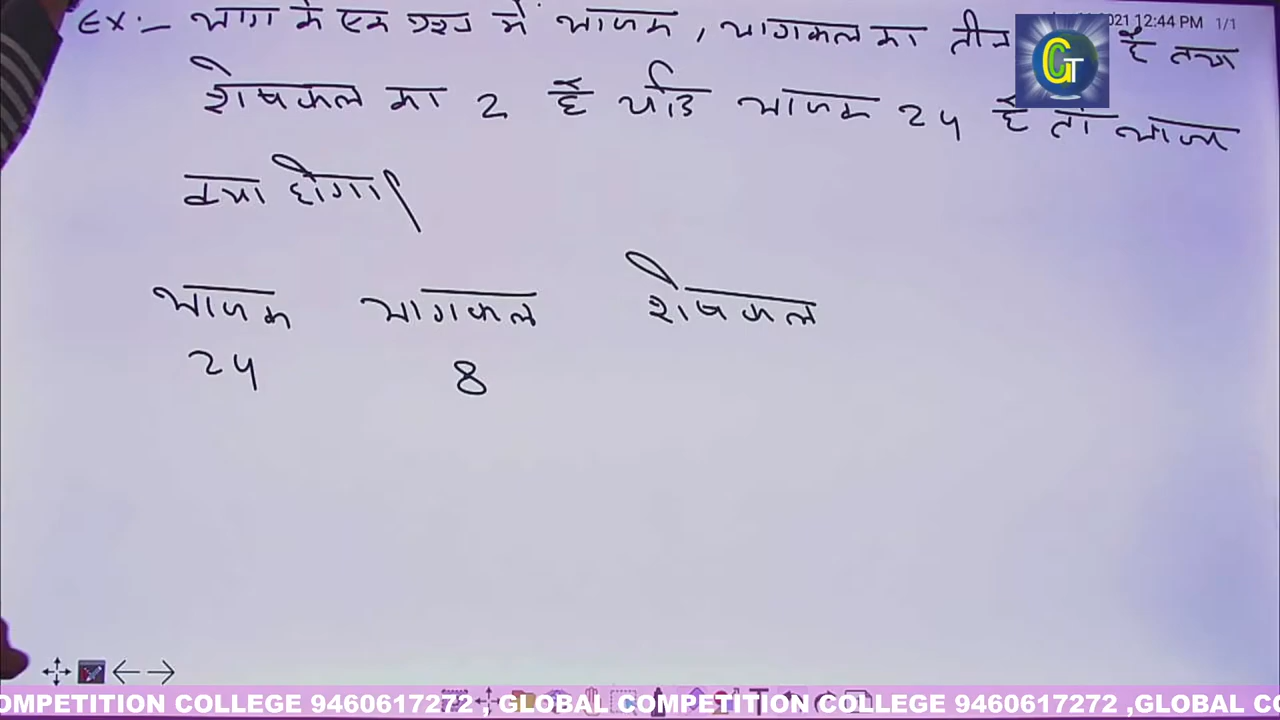 Ex:- भाग के एक प्रश्न में भाजक, भागफल का तीन है तथा
2021 12:44 PM 1/1
शेषफल का 2 है यदि भाजक 24 है तो भाज्य
क्या होगा।
भाजक भागफल शेषफल
24 8
GT
OMPETITION COLLEGE 9460617272 , GLOBAL COMPETITION COLLEGE 9460617272 ,GLOBAL CO